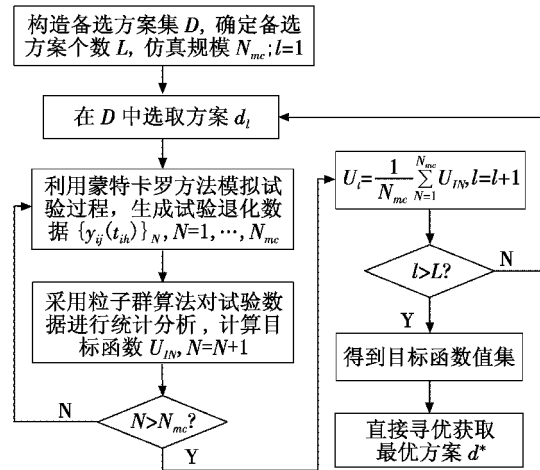 构造备选方案集 D, 确定备选
方案个数 L, 仿真规模 N_mc; l=1
在 D 中选取方案 d_l
利用蒙特卡罗方法模拟试
验过程，生成试验退化数
据 {y_ij(t_ih)}_N, N=1, …, N_mc
采用粒子群算法对试验数
据进行统计分析，计算目
标函数 U_IN, N=N+1
N>N_mc?
N
Y
U_l = \frac{1}{N_mc} \sum_{N=1}^{N_mc} U_IN, l=l+1
l>L?
N
Y
得到目标函数值集
直接寻优获取
最优方案 d*